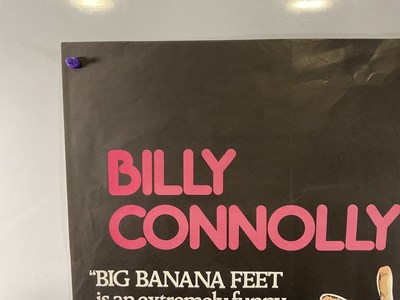 BILLY
CONNOLLY
"BIG BANANA FEET
is an extremely funny